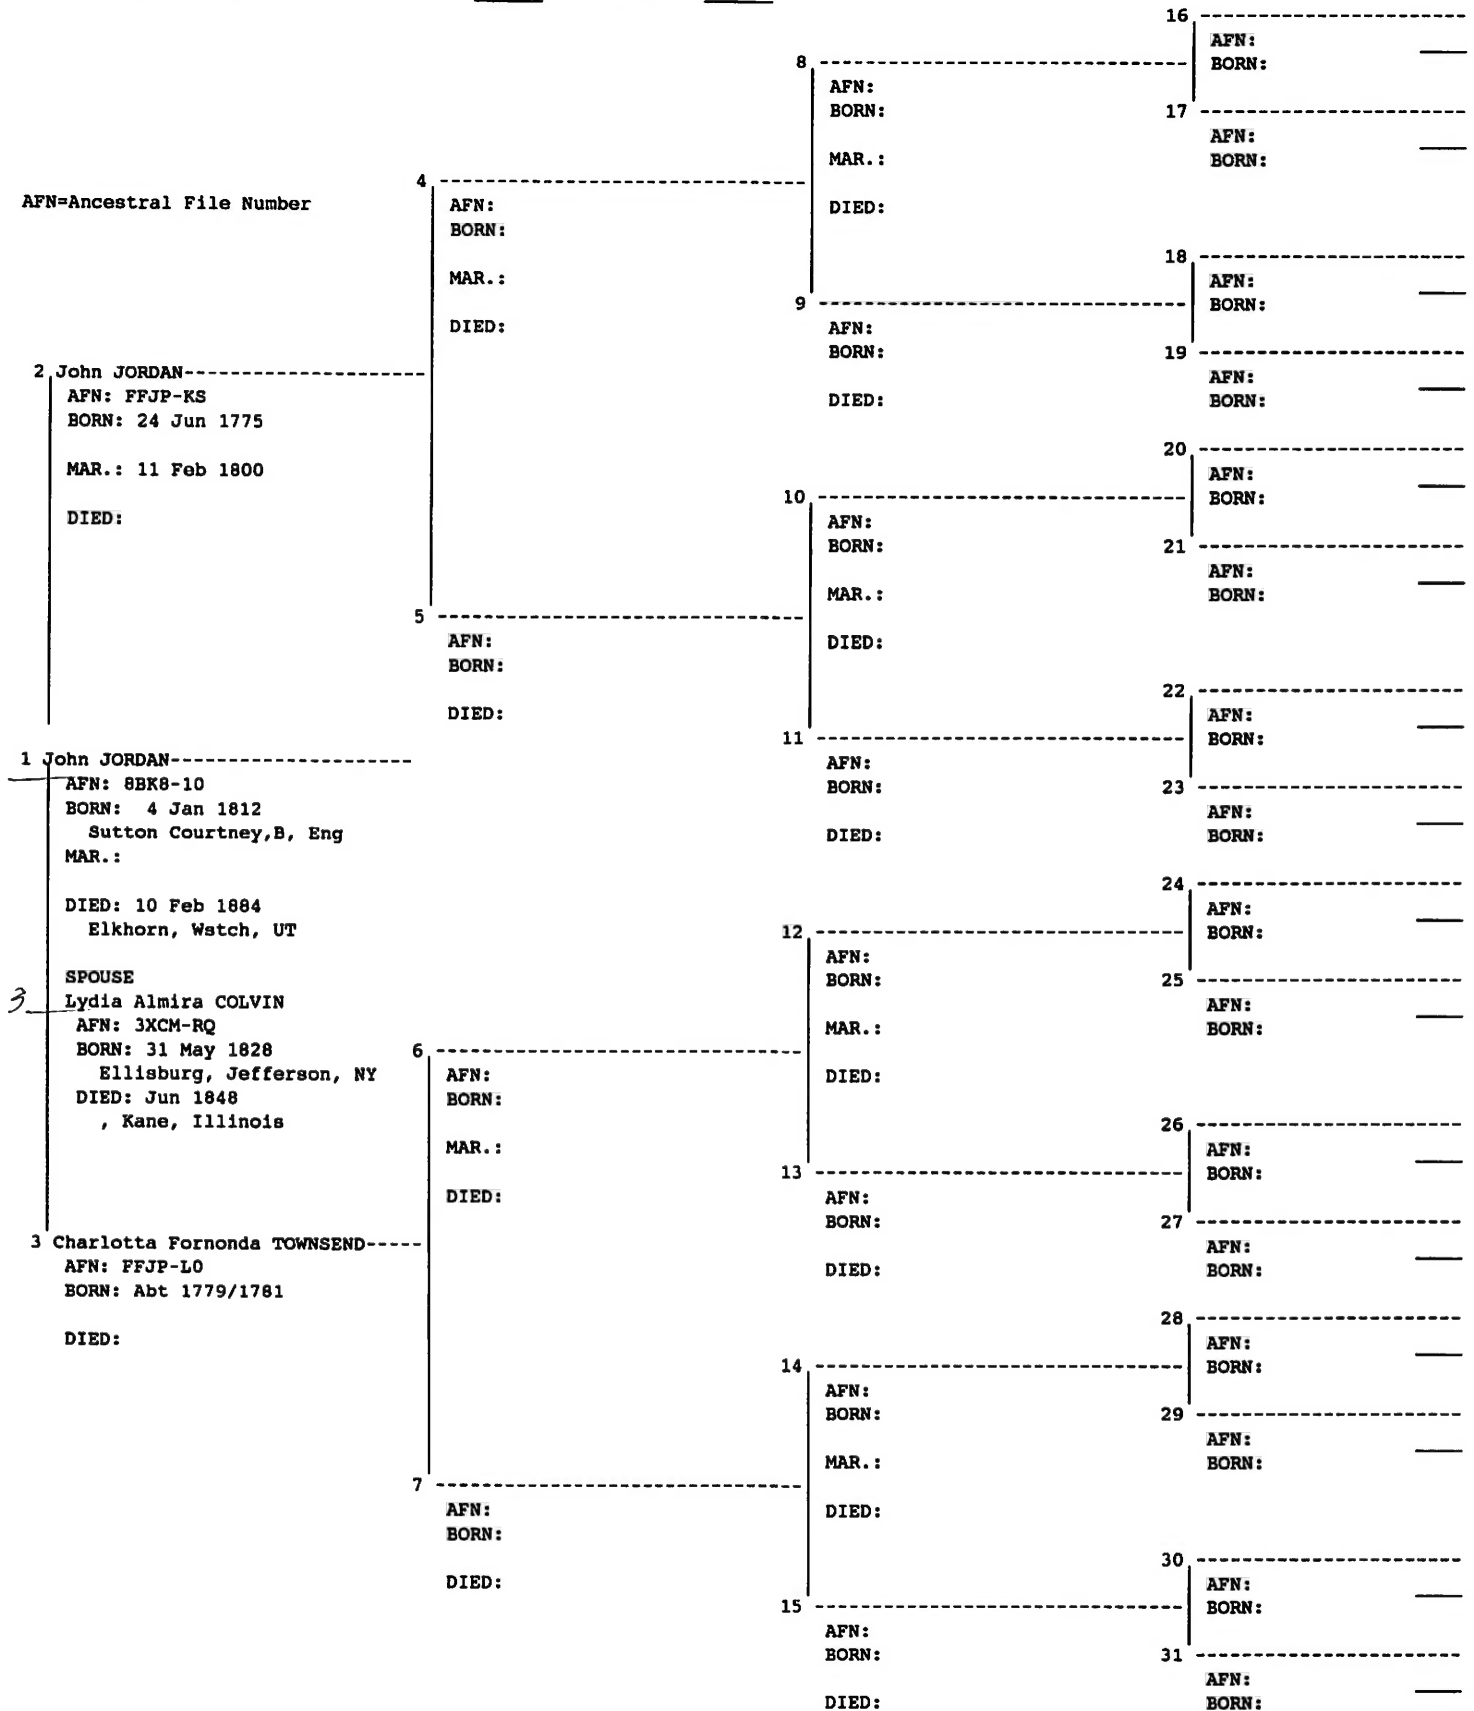 AFN=Ancestral File Number
2 John JORDAN
AFN: FFJP-KS
BORN: 24 Jun 1775
MAR.: 11 Feb 1800
DIED:
1 John JORDAN
AFN: 8BK8-10
BORN: 4 Jan 1812
Sutton Courtney,B, Eng
MAR.:
DIED: 10 Feb 1884
Elkhorn, Wstch, UT
SPOUSE
3 Lydia Almira COLVIN
AFN: 3XCM-RQ
BORN: 31 May 1828
Ellisburg, Jefferson, NY
DIED: Jun 1848
, Kane, Illinois
3 Charlotta Fornonda TOWNSEND
AFN: FFJP-L0
BORN: Abt 1779/1781
DIED:
4
AFN:
BORN:
MAR.:
DIED:
5
AFN:
BORN:
DIED:
6
AFN:
BORN:
MAR.:
DIED:
7
AFN:
BORN:
DIED:
8
AFN:
BORN:
MAR.:
DIED:
9
AFN:
BORN:
DIED:
10
AFN:
BORN:
MAR.:
DIED:
11
AFN:
BORN:
DIED:
12
AFN:
BORN:
MAR.:
DIED:
13
AFN:
BORN:
DIED:
14
AFN:
BORN:
MAR.:
DIED:
15
AFN:
BORN:
DIED:
16
AFN:
BORN:
17
AFN:
BORN:
18
AFN:
BORN:
19
AFN:
BORN:
20
AFN:
BORN:
21
AFN:
BORN:
22
AFN:
BORN:
23
AFN:
BORN:
24
AFN:
BORN:
25
AFN:
BORN:
26
AFN:
BORN:
27
AFN:
BORN:
28
AFN:
BORN:
29
AFN:
BORN:
30
AFN:
BORN:
31
AFN:
BORN: